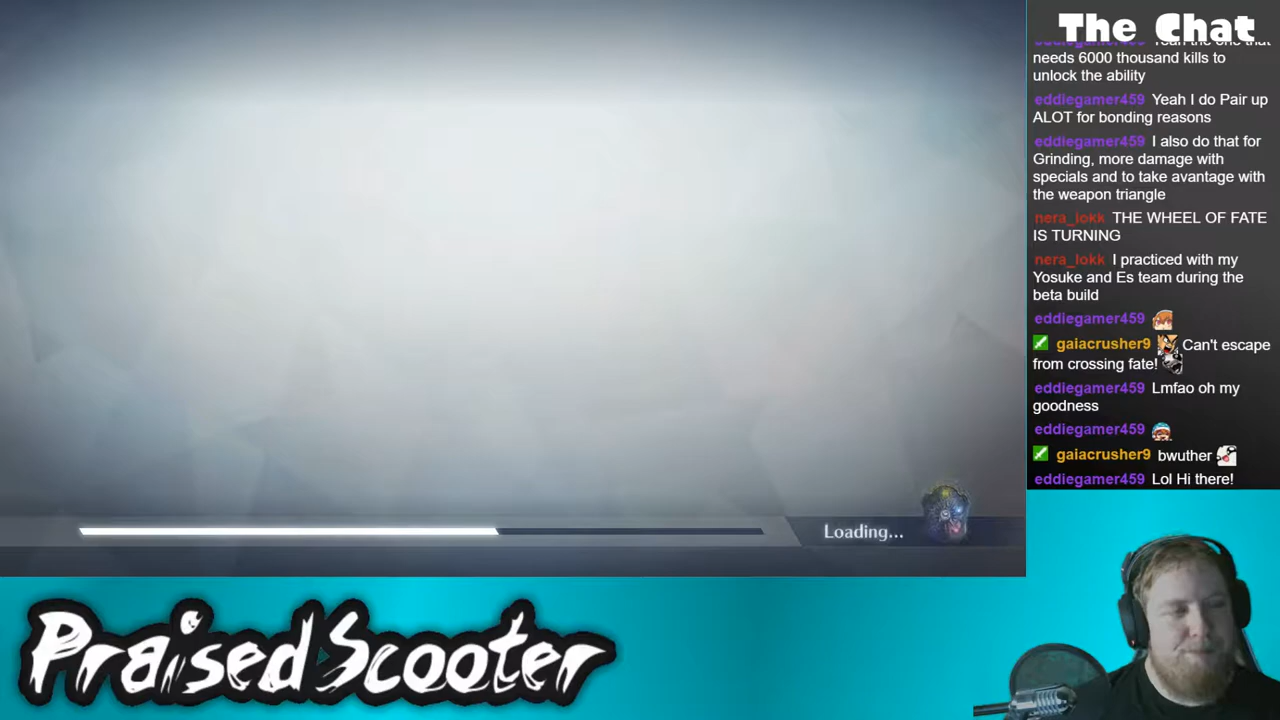 The Chat
needs 6000 thousand kills to
unlock the ability
eddiegamer459 Yeah I do Pair up
ALOT for bonding reasons
eddiegamer459 I also do that for
Grinding, more damage with
specials and to take avantage with
the weapon triangle
nera_lokk THE WHEEL OF FATE
IS TURNING
nera_lokk I practiced with my
Yosuke and Es team during the
beta build
eddiegamer459
gaiacrusher9 Can't escape
from crossing fate!
eddiegamer459 Lmfao oh my
goodness
eddiegamer459
gaiacrusher9 bwuther
eddiegamer459 Lol Hi there!
Loading...
PraisedScooter